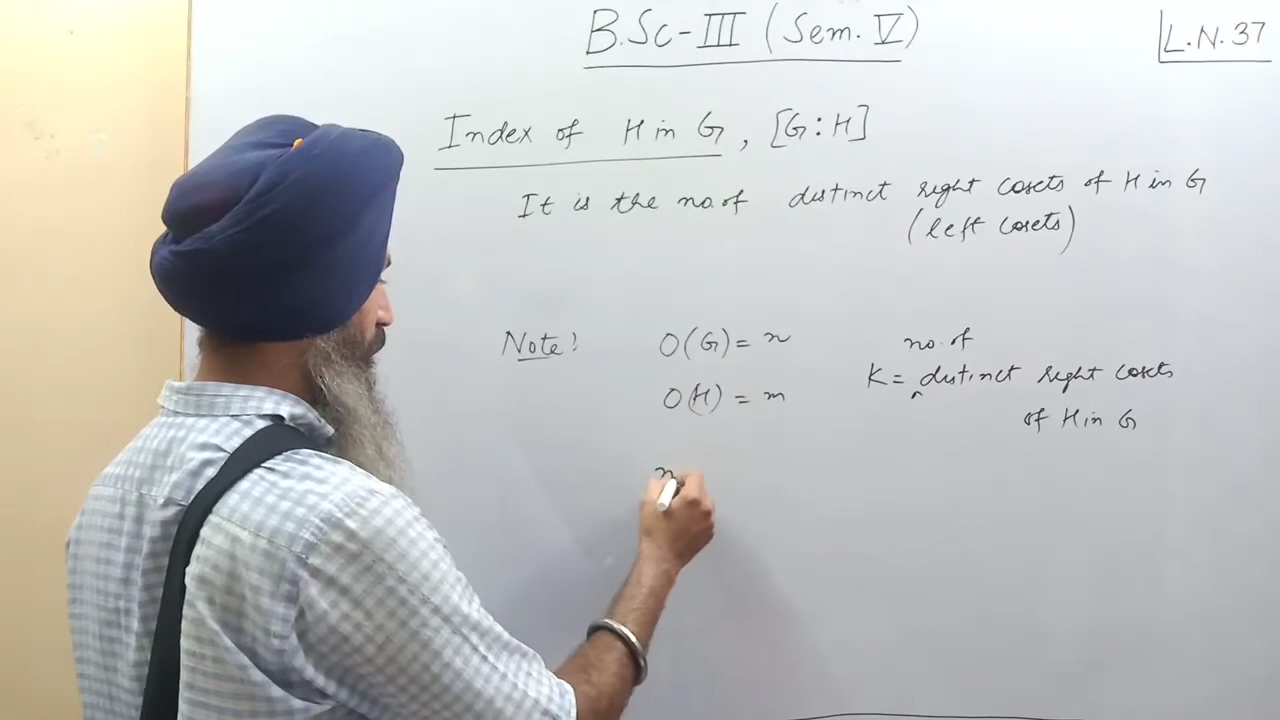 B.Sc-III (Sem. V)
L.N. 37
Index of H in G, [G:H]
It is the no. of distinct right cosets of H in G
(left cosets)
Note: O(G) = n
no. of
K = ‸distinct right cosets
O(H) = m
of H in G
n